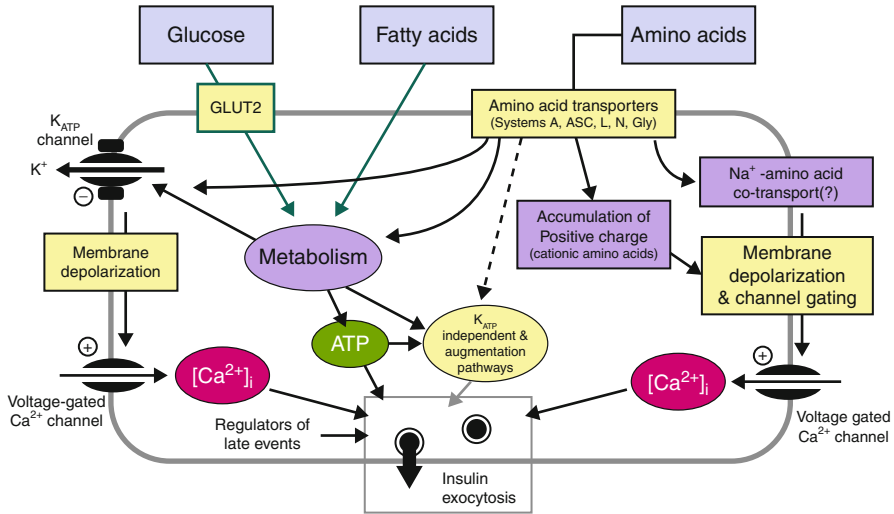 Glucose
Fatty acids
Amino acids
GLUT2
Amino acid transporters
(Systems A, ASC, L, N, Gly)
K_ATP
channel
K⁺
−
Na⁺ -amino acid
co-transport(?)
Accumulation of
Positive charge
(cationic amino acids)
Membrane
depolarization
Metabolism
Membrane
depolarization
& channel gating
K_ATP
independent &
augmentation
pathways
ATP
+
+
[Ca²⁺]ᵢ
[Ca²⁺]ᵢ
Voltage-gated
Ca²⁺ channel
Voltage gated
Ca²⁺ channel
Regulators of
late events
Insulin
exocytosis